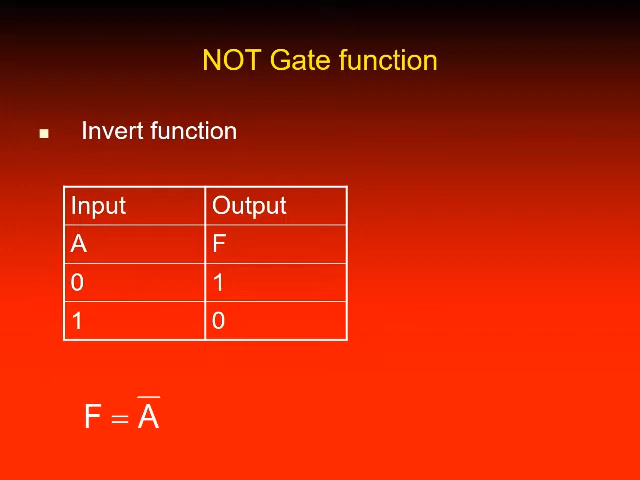 NOT Gate function
Invert function
Input Output
A F
0 1
1 0
F = A̅